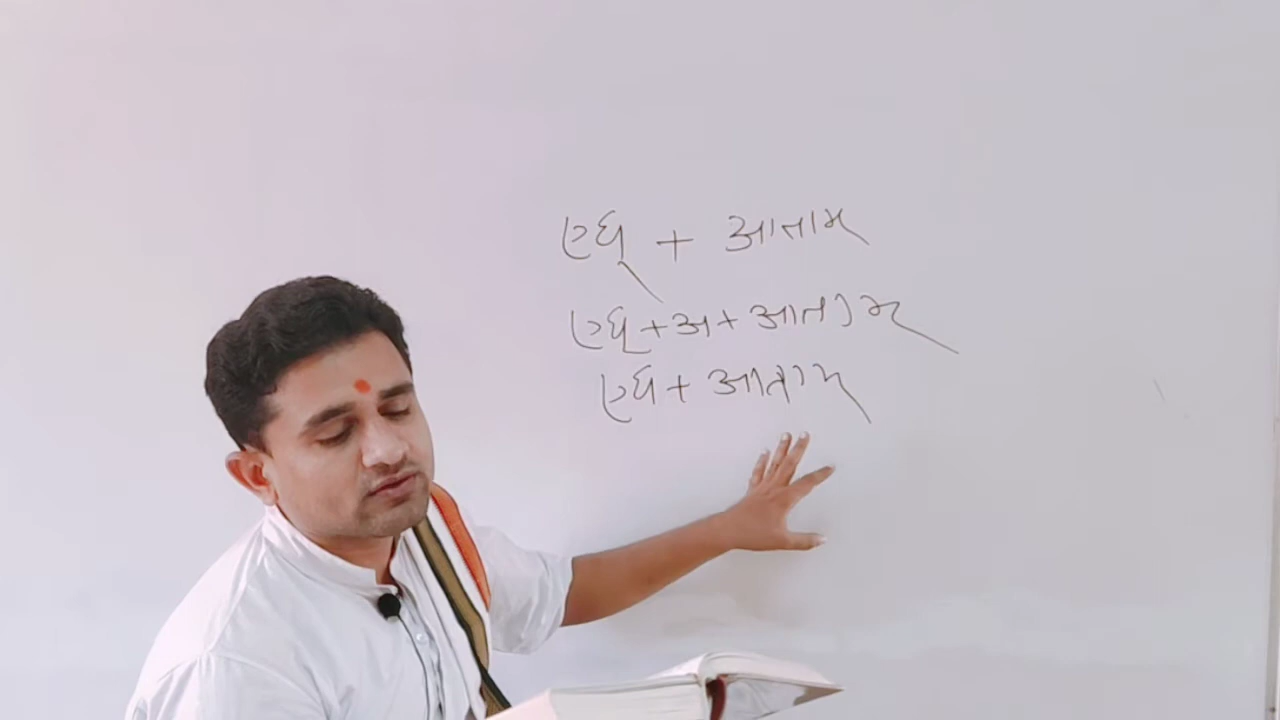 एध् + आताम्
एध् + अ + आताम्
एध + आताम्